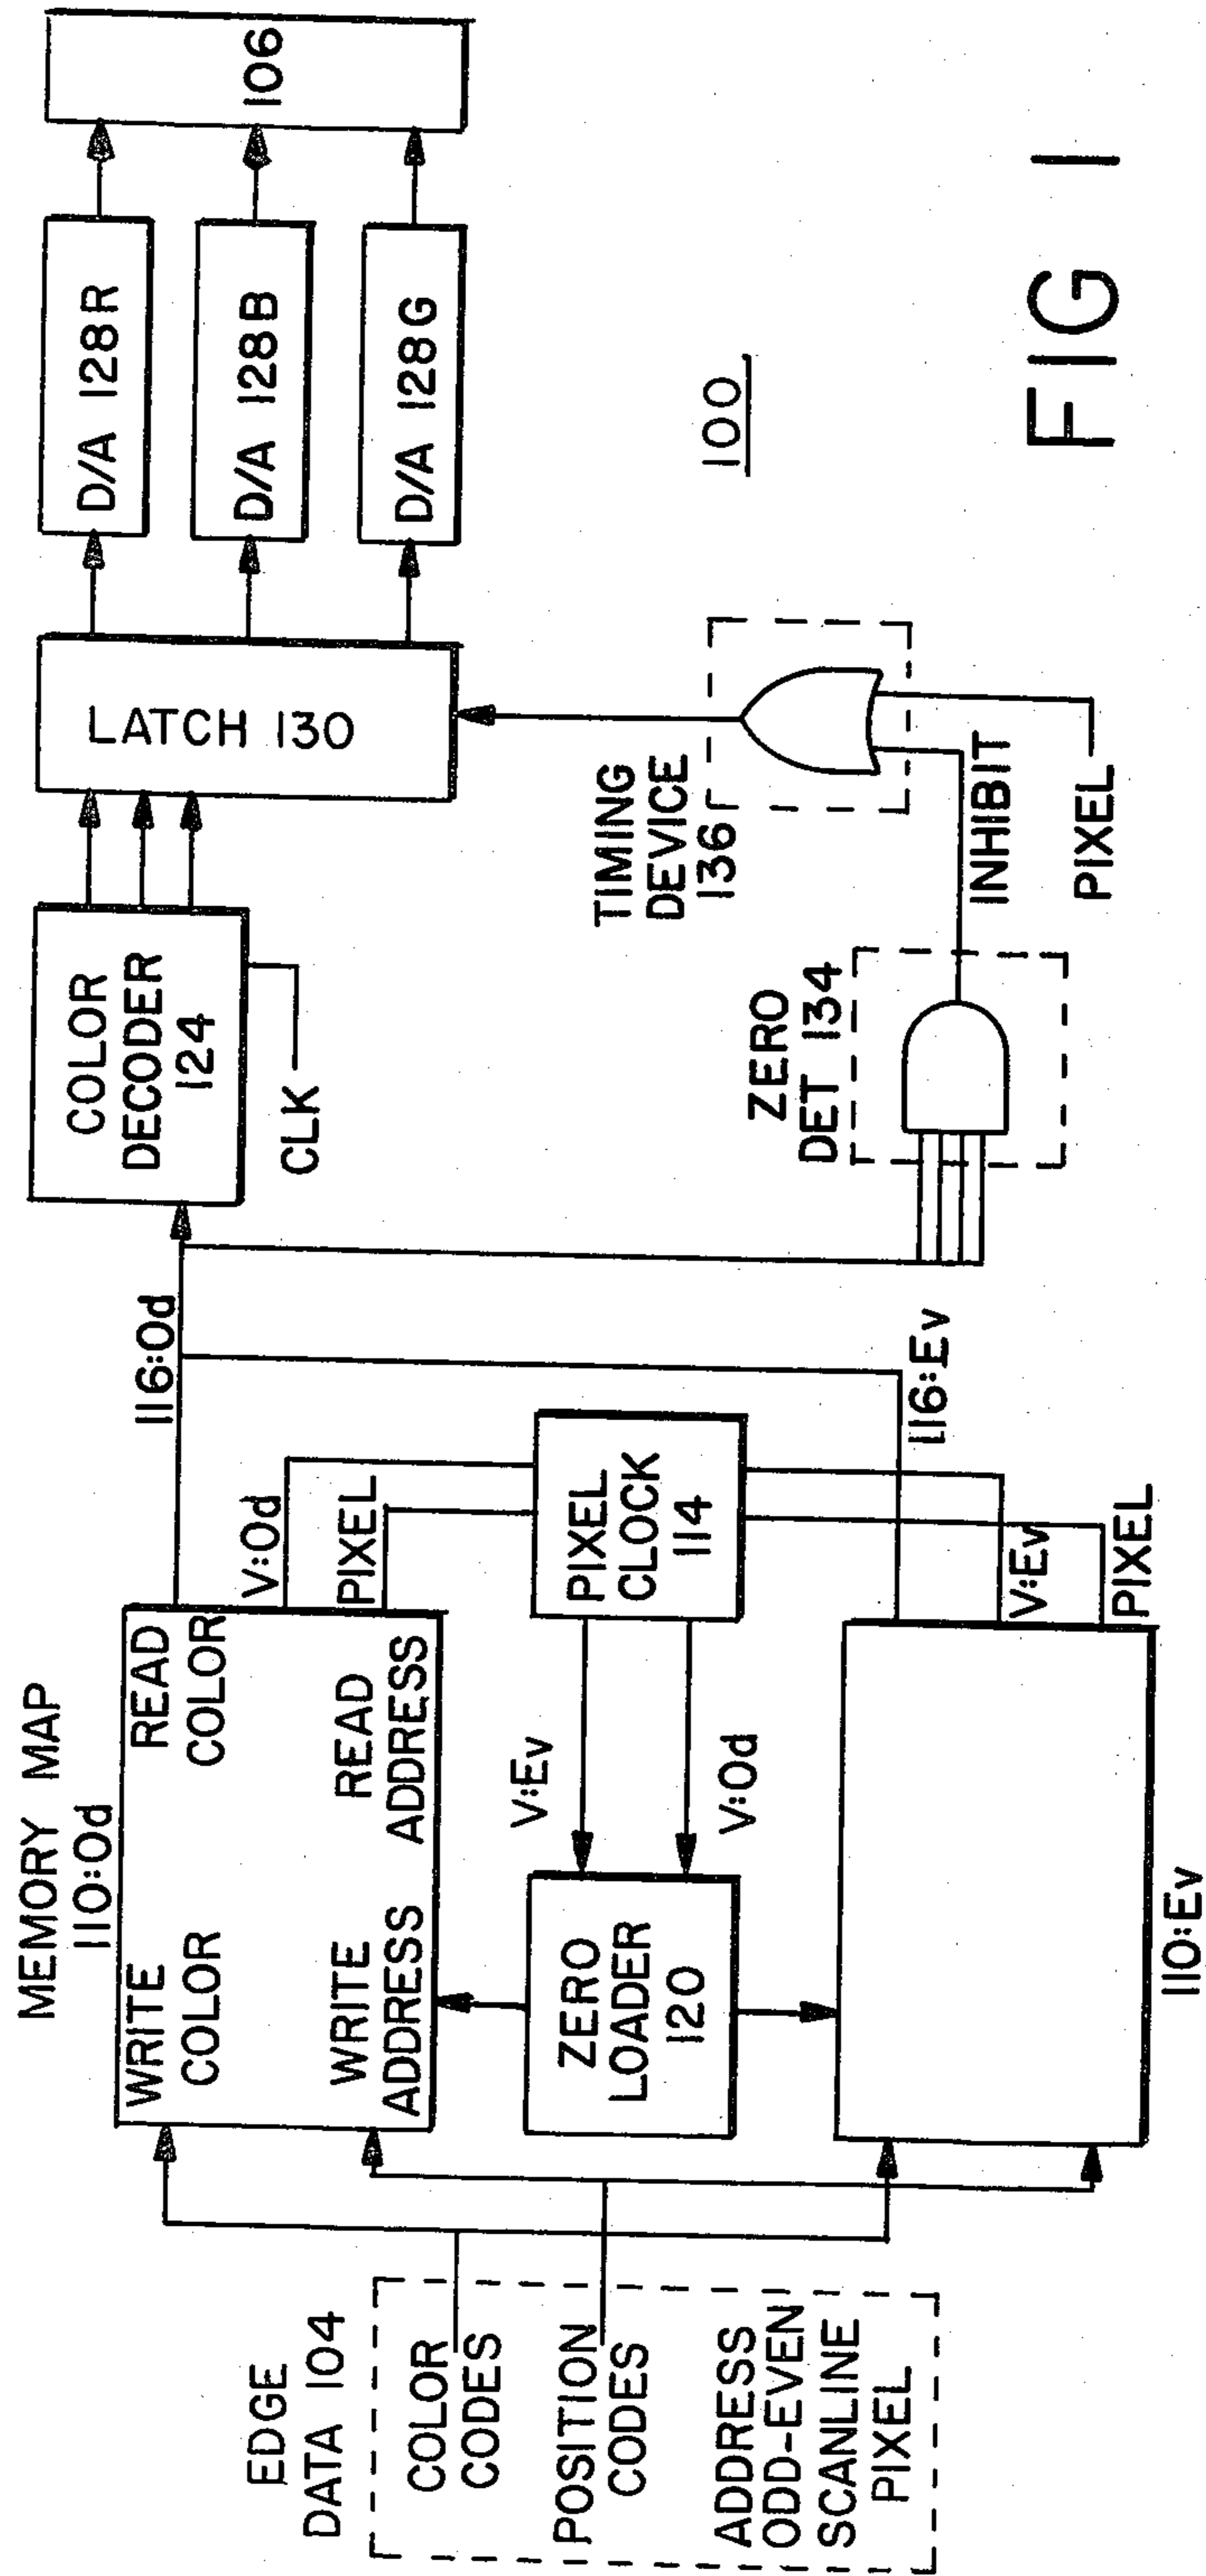 EDGE
DATA 104
COLOR
CODES
POSITION
CODES
ADDRESS
ODD-EVEN
SCANLINE
PIXEL
MEMORY MAP
110:Od
WRITE
COLOR
READ
COLOR
WRITE
ADDRESS
READ
ADDRESS
ZERO
LOADER
120
V:Ev
V:Od
PIXEL
CLOCK
114
V:Od
PIXEL
116:Od
110:Ev
116:Ev
V:Ev
PIXEL
COLOR
DECODER
124
CLK
ZERO
DET 134
INHIBIT
PIXEL
TIMING
DEVICE
136
LATCH 130
D/A 128R
D/A 128B
D/A 128G
106
100
FIG 1